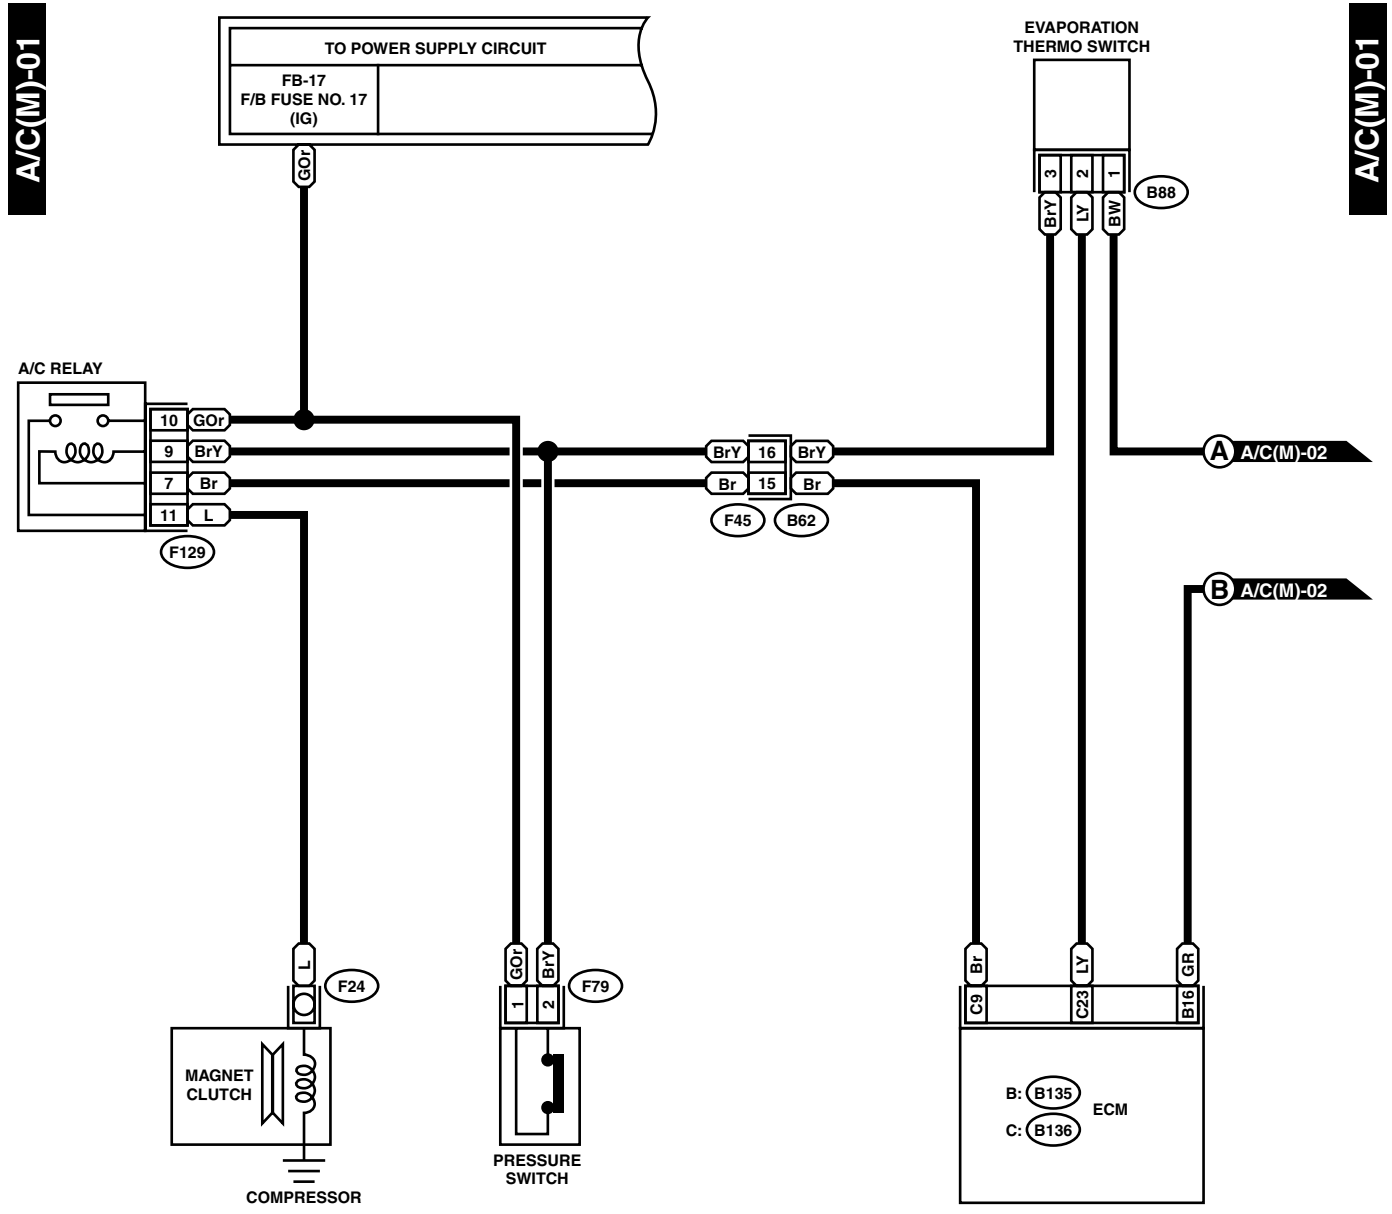 A/C(M)-01
A/C(M)-01
TO POWER SUPPLY CIRCUIT
FB-17
F/B FUSE NO. 17
(IG)
GOr
EVAPORATION
THERMO SWITCH
3 2 1
B88
BrY LY BW
A/C RELAY
10 GOr
9 BrY
7 Br
11 L
F129
BrY 16 BrY
Br 15 Br
F45 B62
A A/C(M)-02
B A/C(M)-02
L
F24
MAGNET
CLUTCH
COMPRESSOR
GOr BrY
1 2
F79
PRESSURE
SWITCH
Br LY GR
C9 C23 B16
B: B135
C: B136
ECM